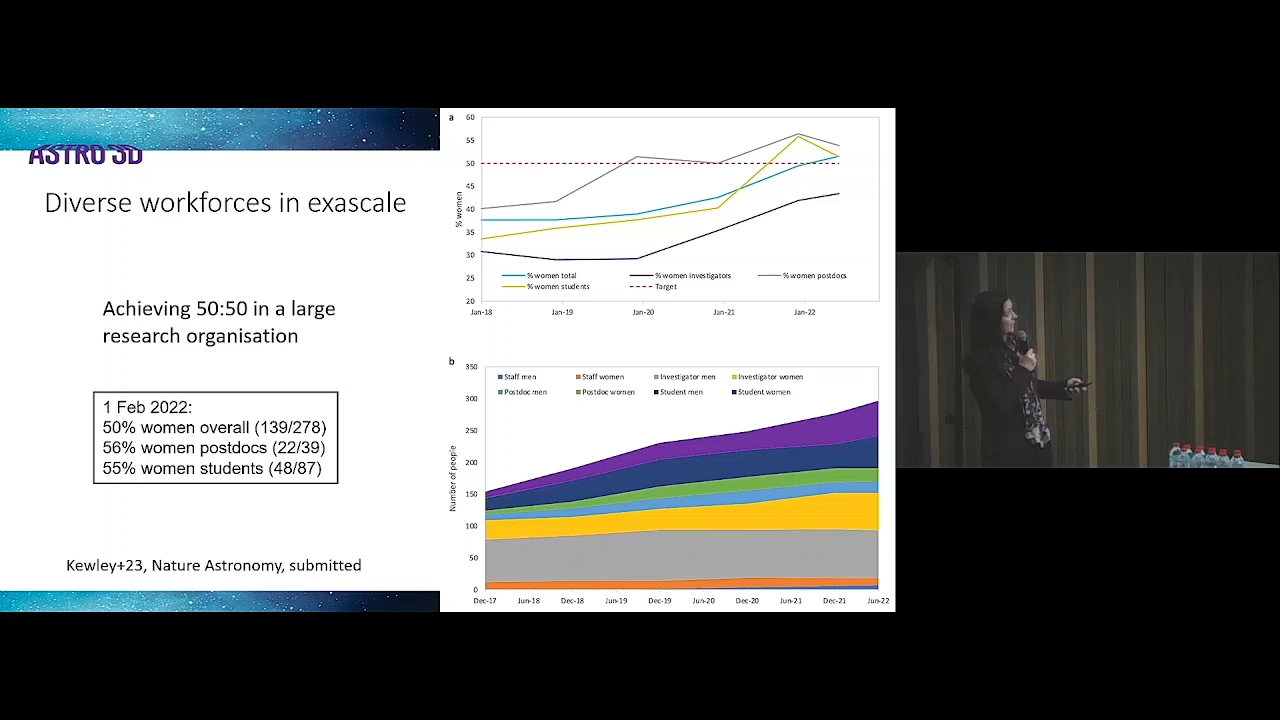 ASTRO 3D
Diverse workforces in exascale
Achieving 50:50 in a large
research organisation
1 Feb 2022:
50% women overall (139/278)
56% women postdocs (22/39)
55% women students (48/87)
Kewley+23, Nature Astronomy, submitted
a
60
55
50
45
40
35
30
25
20
% women
% women total
% women investigators
% women postdocs
% women students
Target
Jan-18 Jan-19 Jan-20 Jan-21 Jan-22
b
350
300
250
200
150
100
50
0
Number of people
Staff men Staff women Investigator men Investigator women
Postdoc men Postdoc women Student men Student women
Dec-17 Jun-18 Dec-18 Jun-19 Dec-19 Jun-20 Dec-20 Jun-21 Dec-21 Jun-22